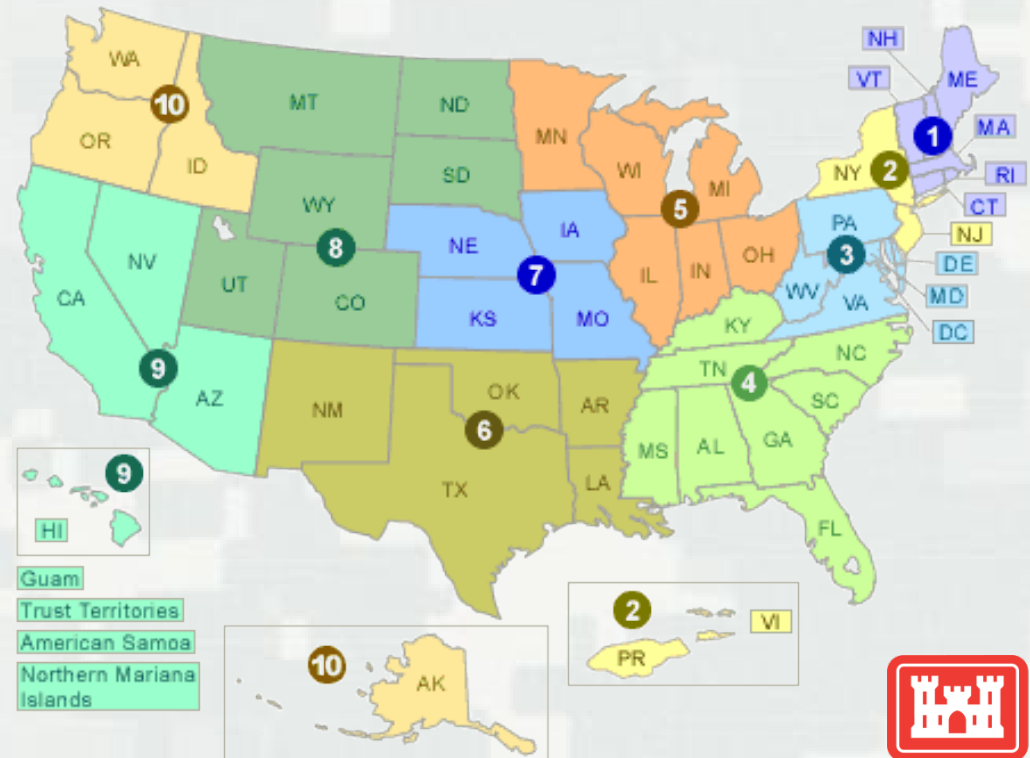 NH
VT
ME
MA
RI
CT
WA
10
OR
ID
MT
ND
SD
WY
8
MN
WI
MI
5
1
NY
2
NJ
PA
3
DE
MD
DC
WV
VA
CA
NV
UT
CO
NE
IA
7
KS
MO
IL
IN
OH
KY
TN
NC
4
SC
9
AZ
NM
OK
6
AR
TX
LA
MS
AL
GA
FL
9
HI
Guam
Trust Territories
American Samoa
Northern Mariana
Islands
10
AK
2
VI
PR